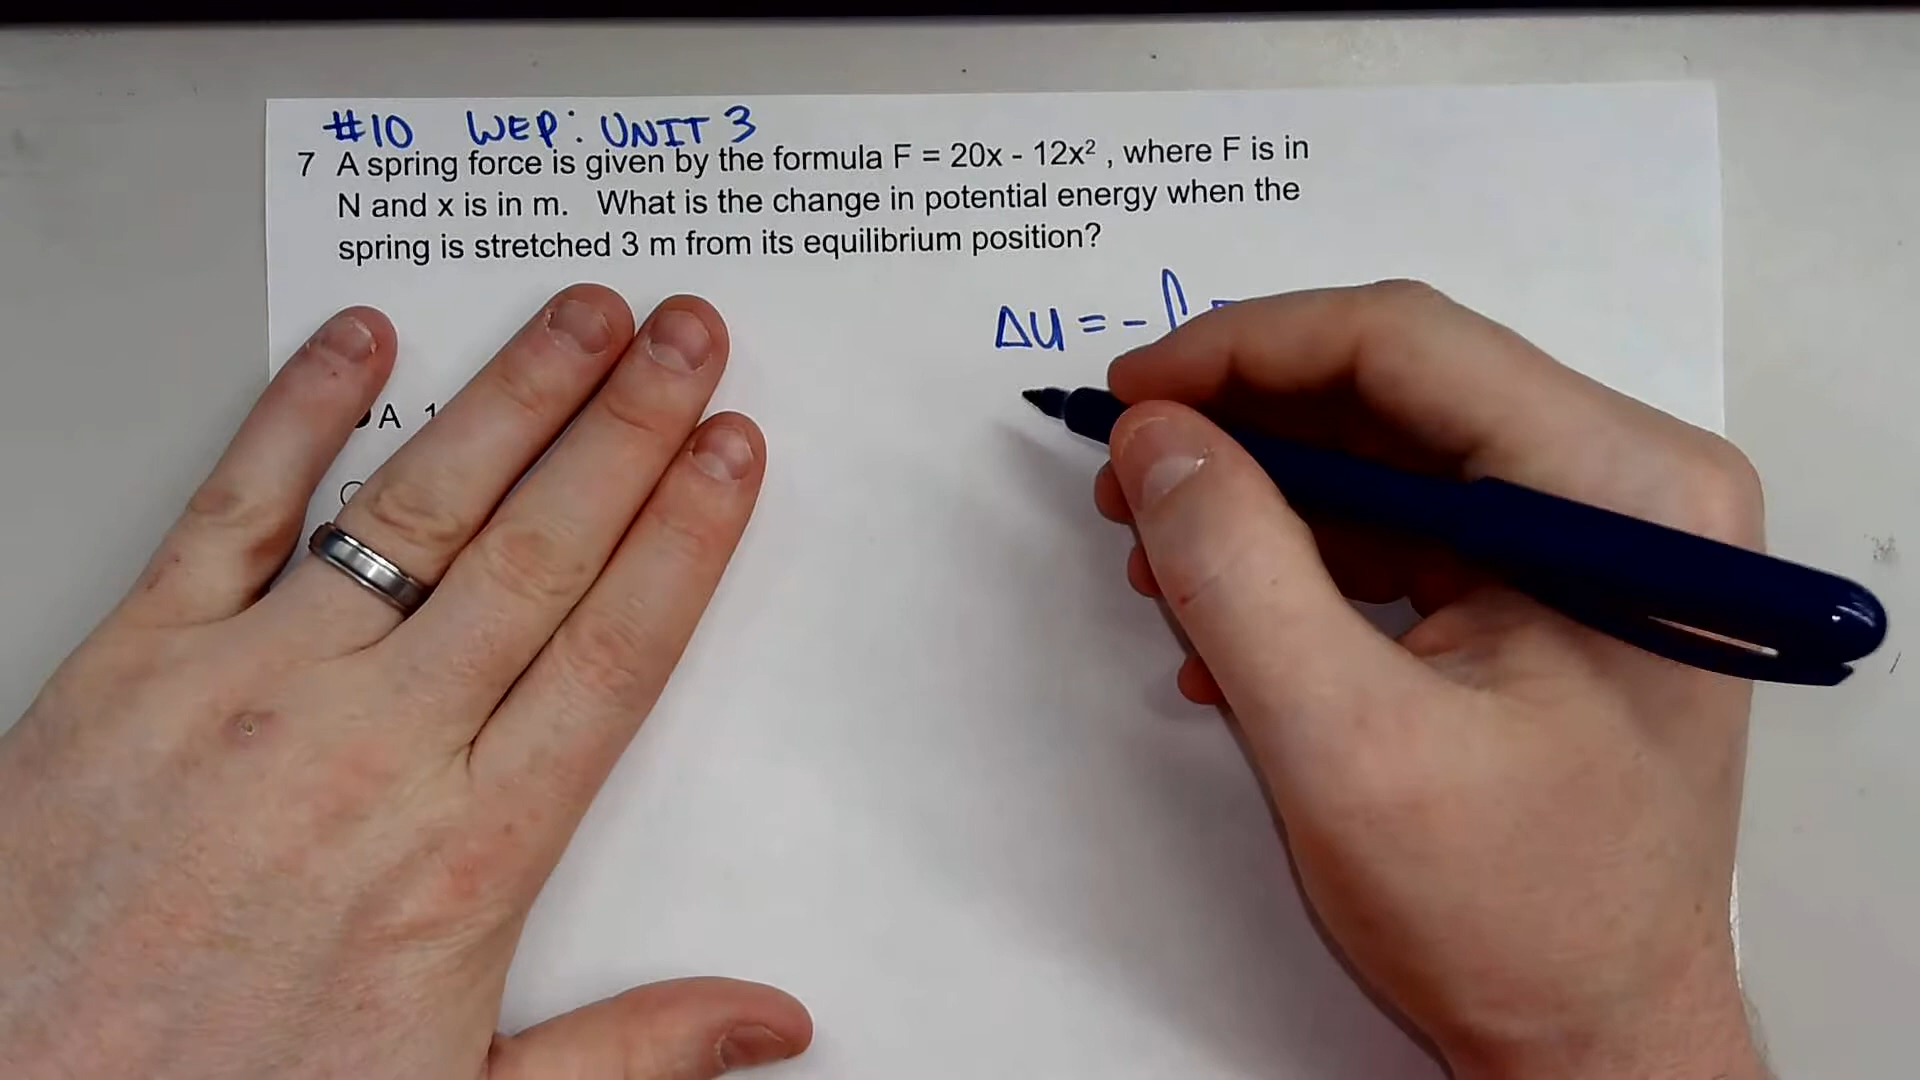 #10 WEP: UNIT 3
7 A spring force is given by the formula F = 20x - 12x² , where F is in
N and x is in m. What is the change in potential energy when the
spring is stretched 3 m from its equilibrium position?
ΔU = - ∫
A 1